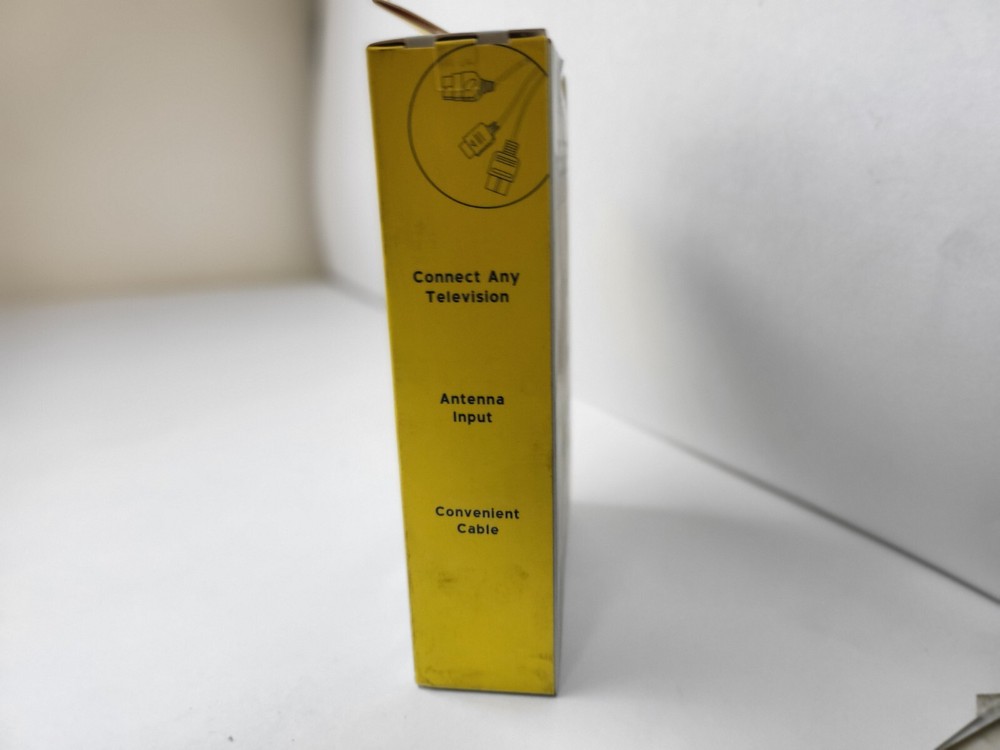 Connect Any
Television
Antenna
Input
Convenient
Cable